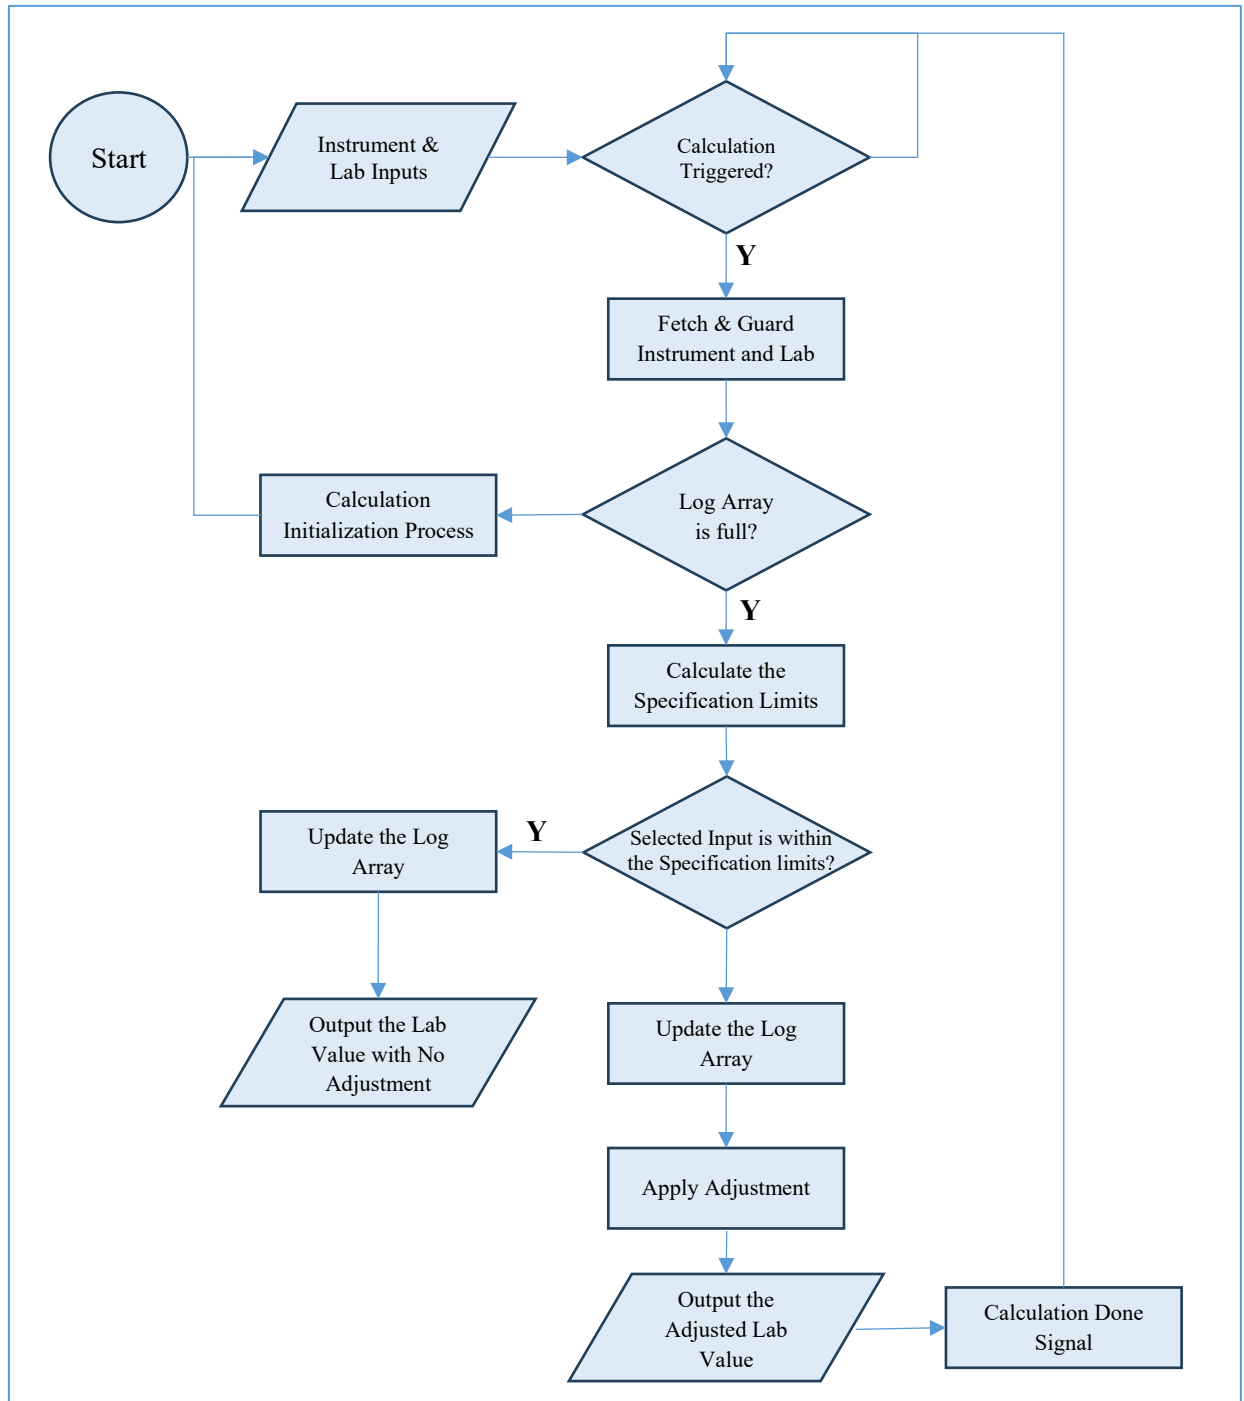 Start
Instrument &
Lab Inputs
Calculation
Triggered?
Y
Fetch & Guard
Instrument and Lab
Log Array
is full?
Calculation
Initialization Process
Y
Calculate the
Specification Limits
Selected Input is within
the Specification limits?
Y
Update the Log
Array
Output the Lab
Value with No
Adjustment
Update the Log
Array
Apply Adjustment
Output the
Adjusted Lab
Value
Calculation Done
Signal